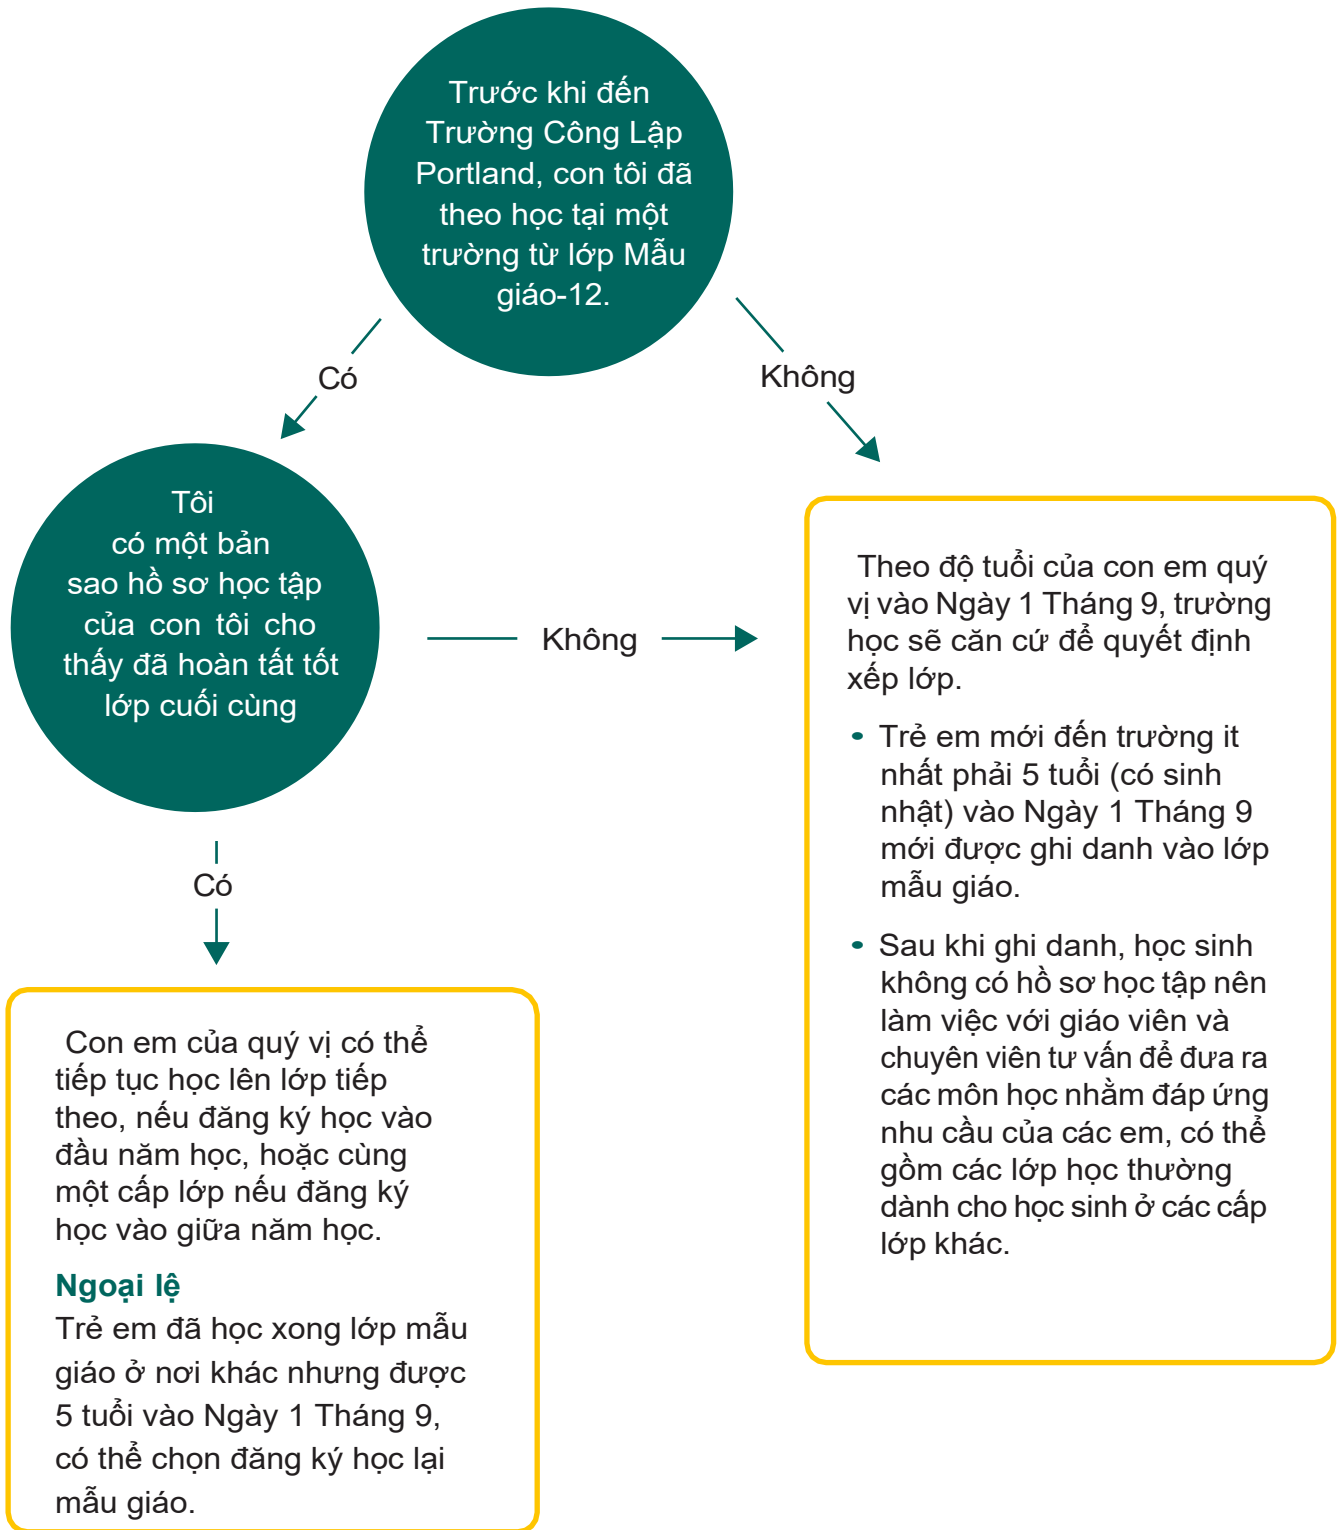 Trước khi đến
Trường Công Lập
Portland, con tôi đã
theo học tại một
trường từ lớp Mẫu
giáo-12.
Có
Không
Tôi
có một bản
sao hồ sơ học tập
của con tôi cho
thấy đã hoàn tất tốt
lớp cuối cùng
Không
Theo độ tuổi của con em quý
vị vào Ngày 1 Tháng 9, trường
học sẽ căn cứ để quyết định
xếp lớp.
• Trẻ em mới đến trường it
nhất phải 5 tuổi (có sinh
nhật) vào Ngày 1 Tháng 9
mới được ghi danh vào lớp
mẫu giáo.
• Sau khi ghi danh, học sinh
không có hồ sơ học tập nên
làm việc với giáo viên và
chuyên viên tư vấn để đưa ra
các môn học nhằm đáp ứng
nhu cầu của các em, có thể
gồm các lớp học thường
dành cho học sinh ở các cấp
lớp khác.
Có
Con em của quý vị có thể
tiếp tục học lên lớp tiếp
theo, nếu đăng ký học vào
đầu năm học, hoặc cùng
một cấp lớp nếu đăng ký
học vào giữa năm học.
Ngoại lệ
Trẻ em đã học xong lớp mẫu
giáo ở nơi khác nhưng được
5 tuổi vào Ngày 1 Tháng 9,
có thể chọn đăng ký học lại
mẫu giáo.